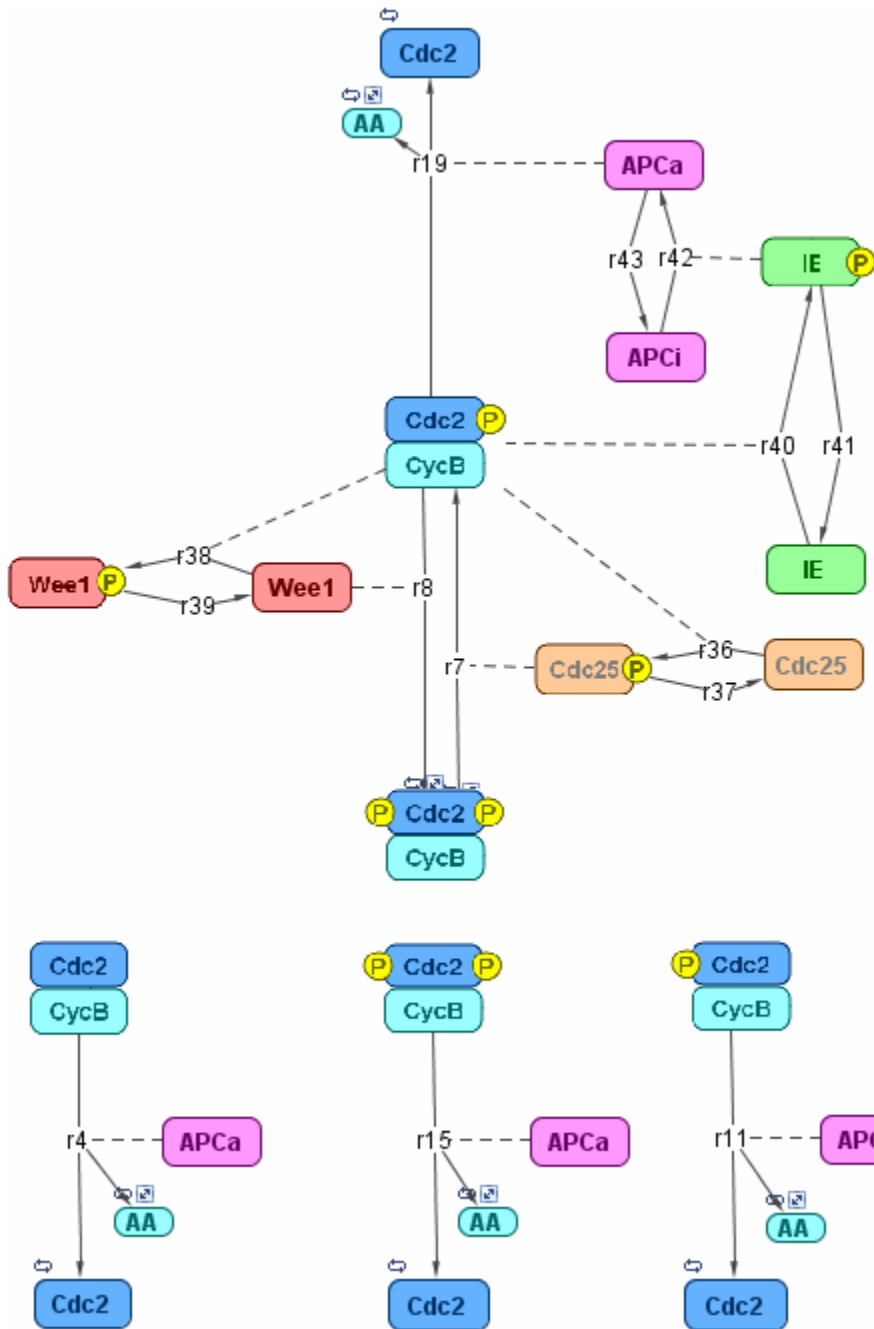 Cdc2
AA
r19
APCa
r43
r42
IE
P
APCi
Cdc2
P
CycB
r40
r41
r38
Wee1
P
Wee1
r8
IE
r39
r7
Cdc25
P
r36
Cdc25
r37
P
Cdc2
P
CycB
Cdc2
P
Cdc2
P
P
Cdc2
CycB
CycB
CycB
r4
APCa
r15
APCa
r11
AA
AA
AA
Cdc2
Cdc2
Cdc2